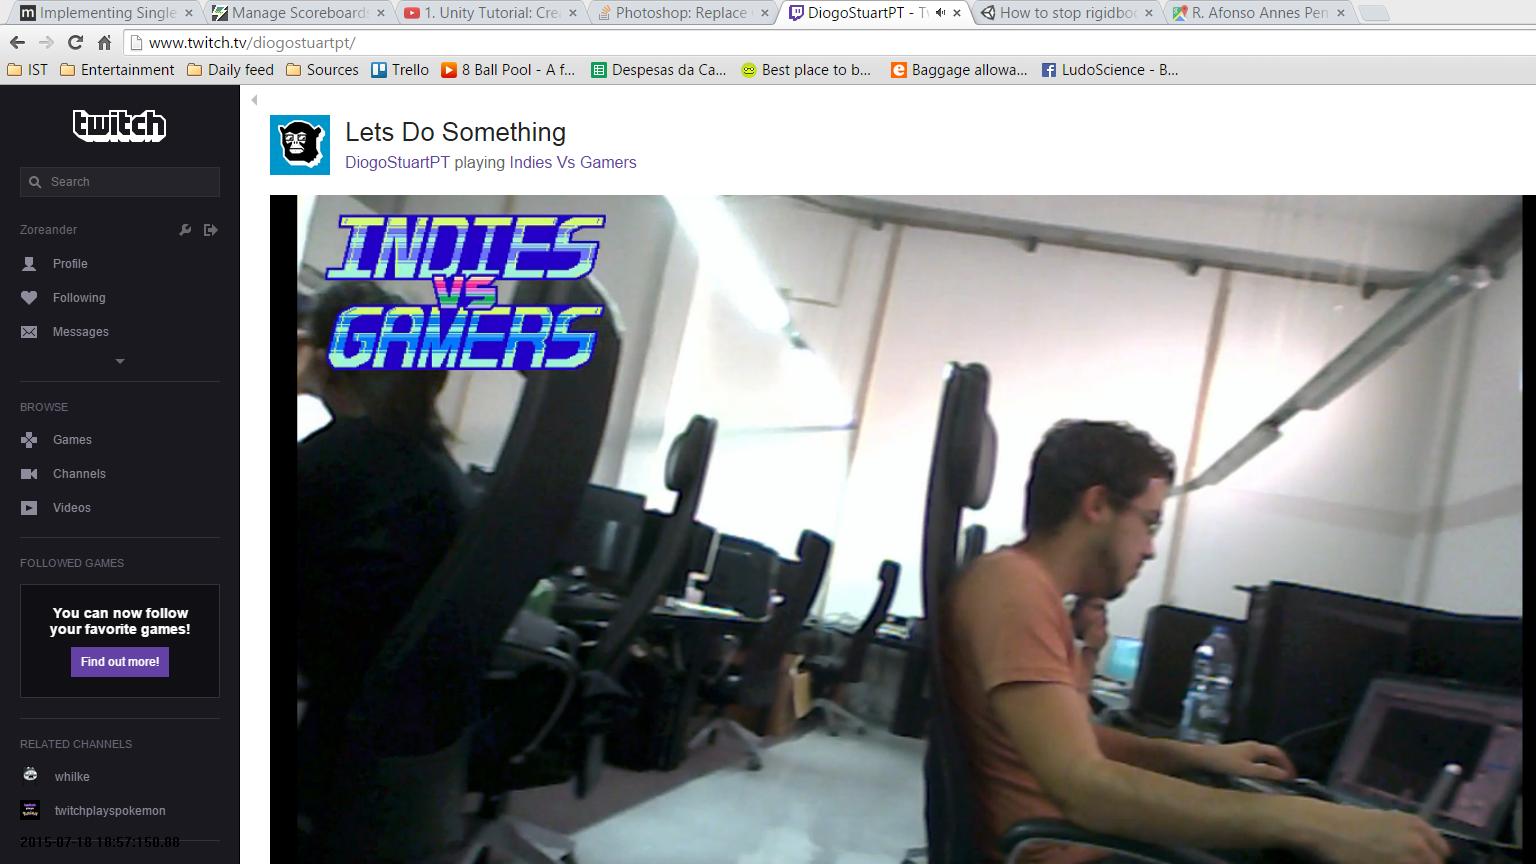 Implementing Single
Manage Scoreboards
1. Unity Tutorial: Cre
Photoshop: Replace
DiogoStuartPT - Tw
How to stop rigidbo
R. Afonso Annes Pen
www.twitch.tv/diogostuartpt/
IST
Entertainment
Daily feed
Sources
Trello
8 Ball Pool - A f...
Despesas da Ca...
Best place to b...
Baggage allowa...
LudoScience - B...
twitch
Search
Zoreander
Profile
Following
Messages
BROWSE
Games
Channels
Videos
FOLLOWED GAMES
You can now follow
your favorite games!
Find out more!
RELATED CHANNELS
whilke
twitchplayspokemon
2015-07-18 18:57:150.88
Lets Do Something
DiogoStuartPT playing Indies Vs Gamers
INDIES
VS
GAMERS